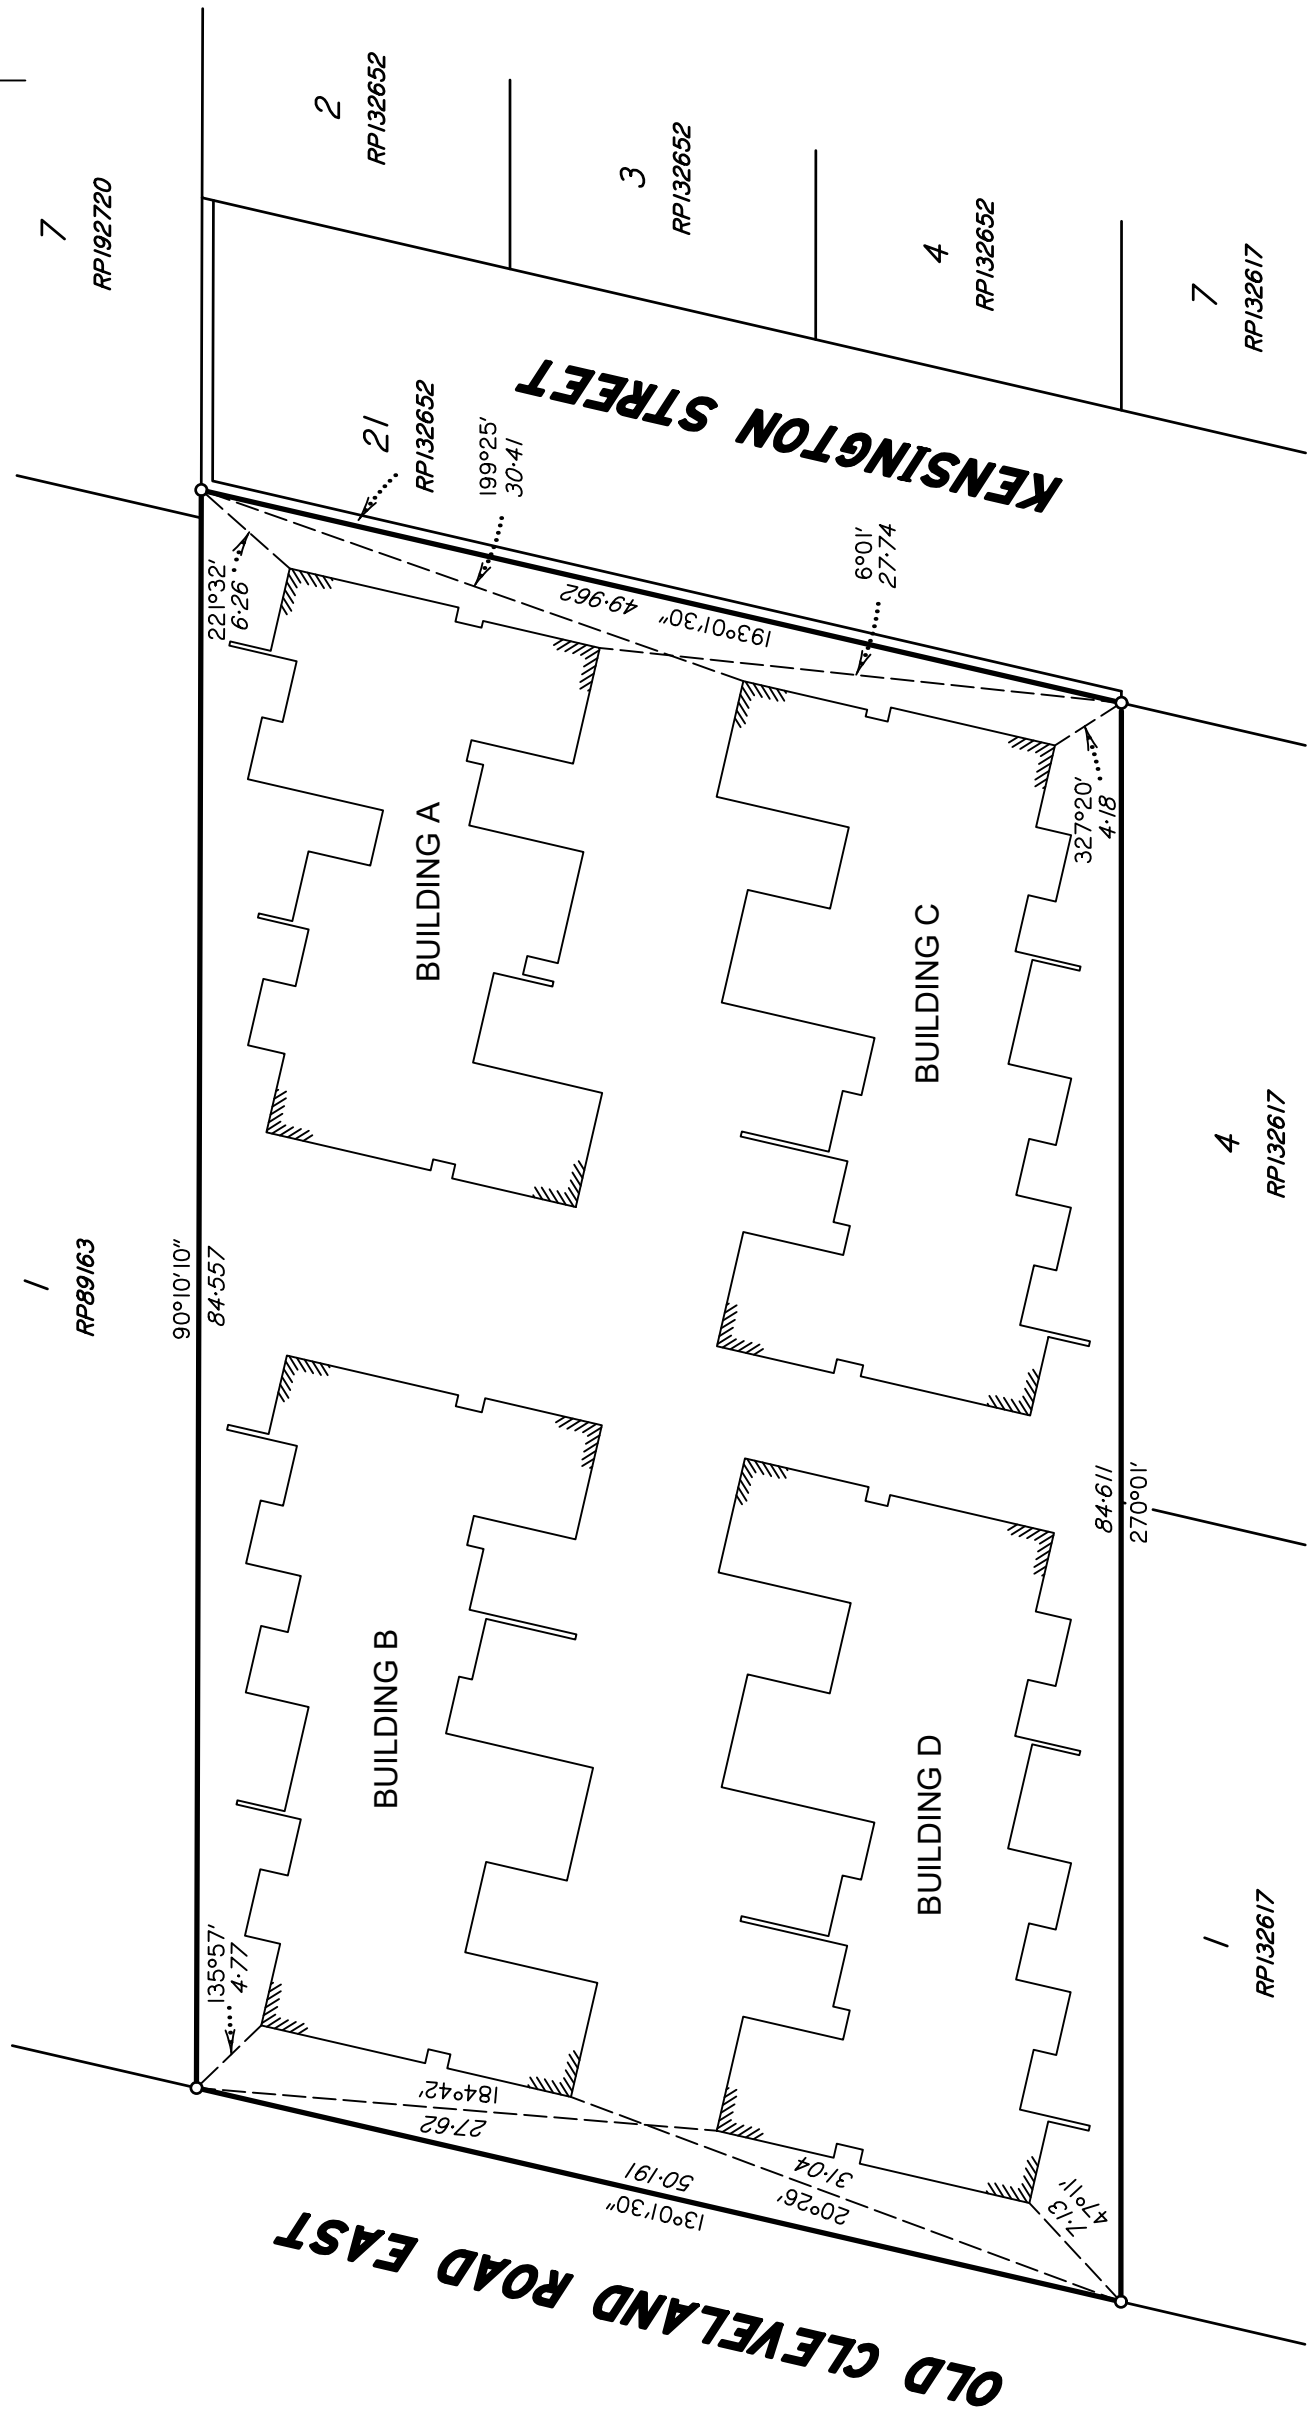 7
RP192720
2
RP132652
3
RP132652
4
RP132652
7
RP132617
KENSINGTON STREET
21
RP132652
199°25'
30·41
6°01'
27·74
221°32'
6·26
49·962
193°01'30"
327°20'
4·18
BUILDING A
BUILDING C
1
RP89163
90°10'10"
84·557
4
RP132617
84·611
270°01'
BUILDING B
BUILDING D
135°57'
4·77
184°42'
27·62
50·191
13°01'30"
31·04
20°26'
7·13
47°11'
1
RP132617
OLD CLEVELAND ROAD EAST